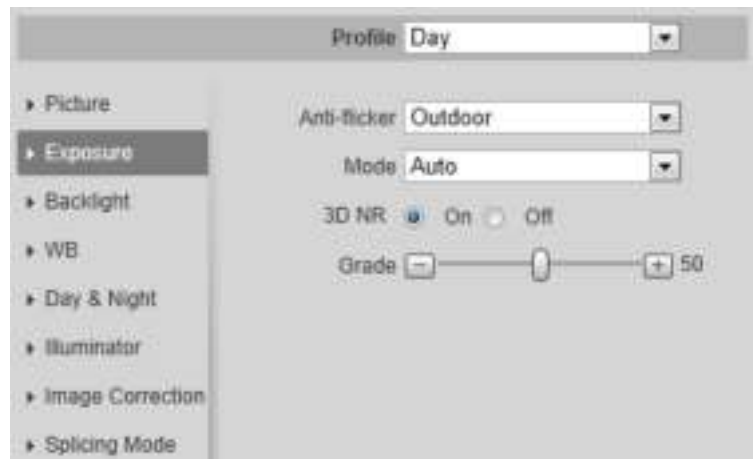 Profile Day
Picture
Exposure
Backlight
WB
Day & Night
Illuminator
Image Correction
Splicing Mode
Anti-flicker Outdoor
Mode Auto
3D NR On Off
Grade 50